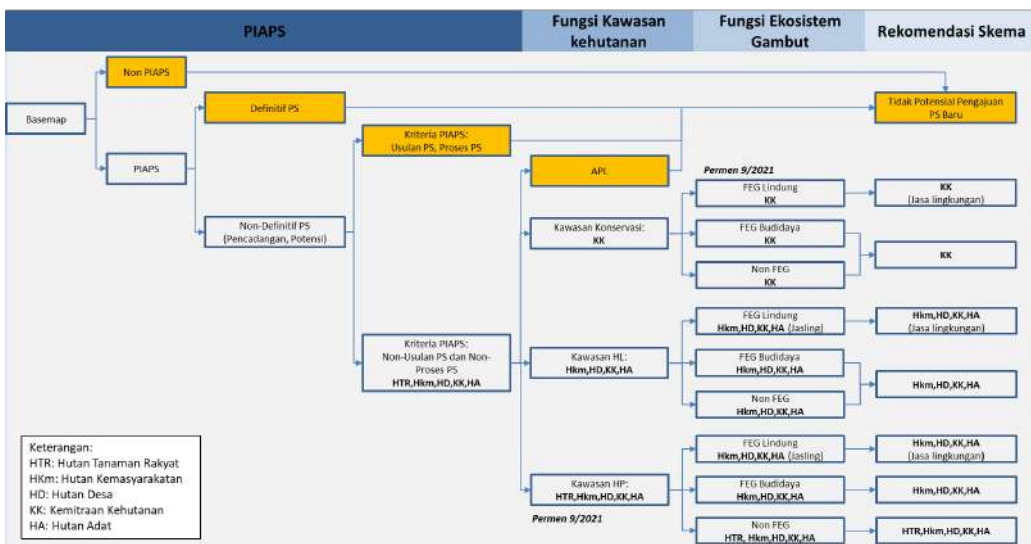 PIAPS
Fungsi Kawasan
kehutanan
Fungsi Ekosistem
Gambut
Rekomendasi Skema
Basemap
Non PIAPS
PIAPS
Definitif PS
Non-Definitif PS
(Pencadangan, Potensi)
Kriteria PIAPS:
Usulan PS, Proses PS
Kriteria PIAPS:
Non-Usulan PS dan Non-
Proses PS
HTR,Hkm,HD,KK,HA
APL
Kawasan Konservasi:
KK
Kawasan HL:
Hkm,HD,KK,HA
Kawasan HP:
HTR,Hkm,HD,KK,HA
Permen 9/2021
Permen 9/2021
FEG Lindung
KK
FEG Budidaya
KK
Non FEG
KK
FEG Lindung
Hkm,HD,KK,HA (Jasling)
FEG Budidaya
Hkm,HD,KK,HA
Non FEG
Hkm,HD,KK,HA
FEG Lindung
Hkm,HD,KK,HA (Jasling)
FEG Budidaya
Hkm,HD,KK,HA
Non FEG
HTR, Hkm,HD,KK,HA
Tidak Potensial Pengajuan
PS Baru
KK
(Jasa lingkungan)
KK
Hkm,HD,KK,HA
(Jasa lingkungan)
Hkm,HD,KK,HA
Hkm,HD,KK,HA
(Jasa lingkungan)
Hkm,HD,KK,HA
HTR,Hkm,HD,KK,HA
Keterangan:
HTR: Hutan Tanaman Rakyat
HKm: Hutan Kemasyarakatan
HD: Hutan Desa
KK: Kemitraan Kehutanan
HA: Hutan Adat